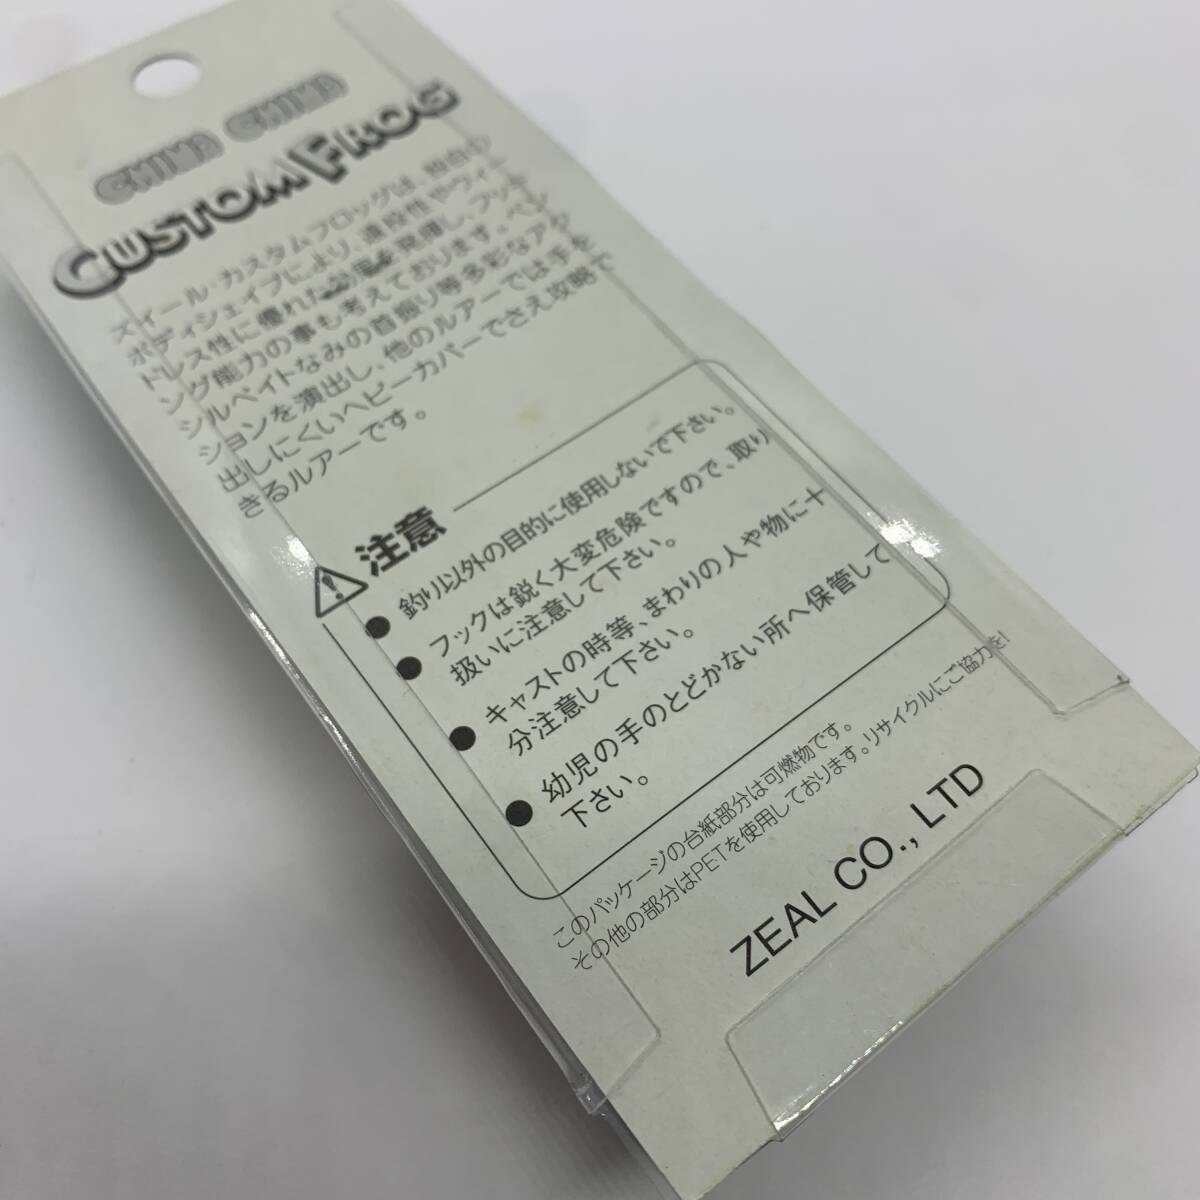 CHINA CHINA
CUSTOM FROG
ズイール・カスタムフロッグは、独自の
ボディシェイプにより、遠投性やウィー
ドレス性に優れた効果を発揮し、フッキ
ング能力の事も考えております。ペン
シルベイトなみの首振り等多彩なアク
ションを演出し、他のルアーでは手を
出しにくいヘビーカバーでさえ攻略で
きるルアーです。
注意
● 釣り以外の目的に使用しないで下さい。
● フックは鋭く大変危険ですので、取り
扱いに注意して下さい。
● キャストの時等、まわりの人や物に十
分注意して下さい。
● 幼児の手のとどかない所へ保管して
下さい。
このパッケージの台紙部分は可燃物です。
その他の部分はPETを使用しております。リサイクルにご協力を!
ZEAL CO., LTD